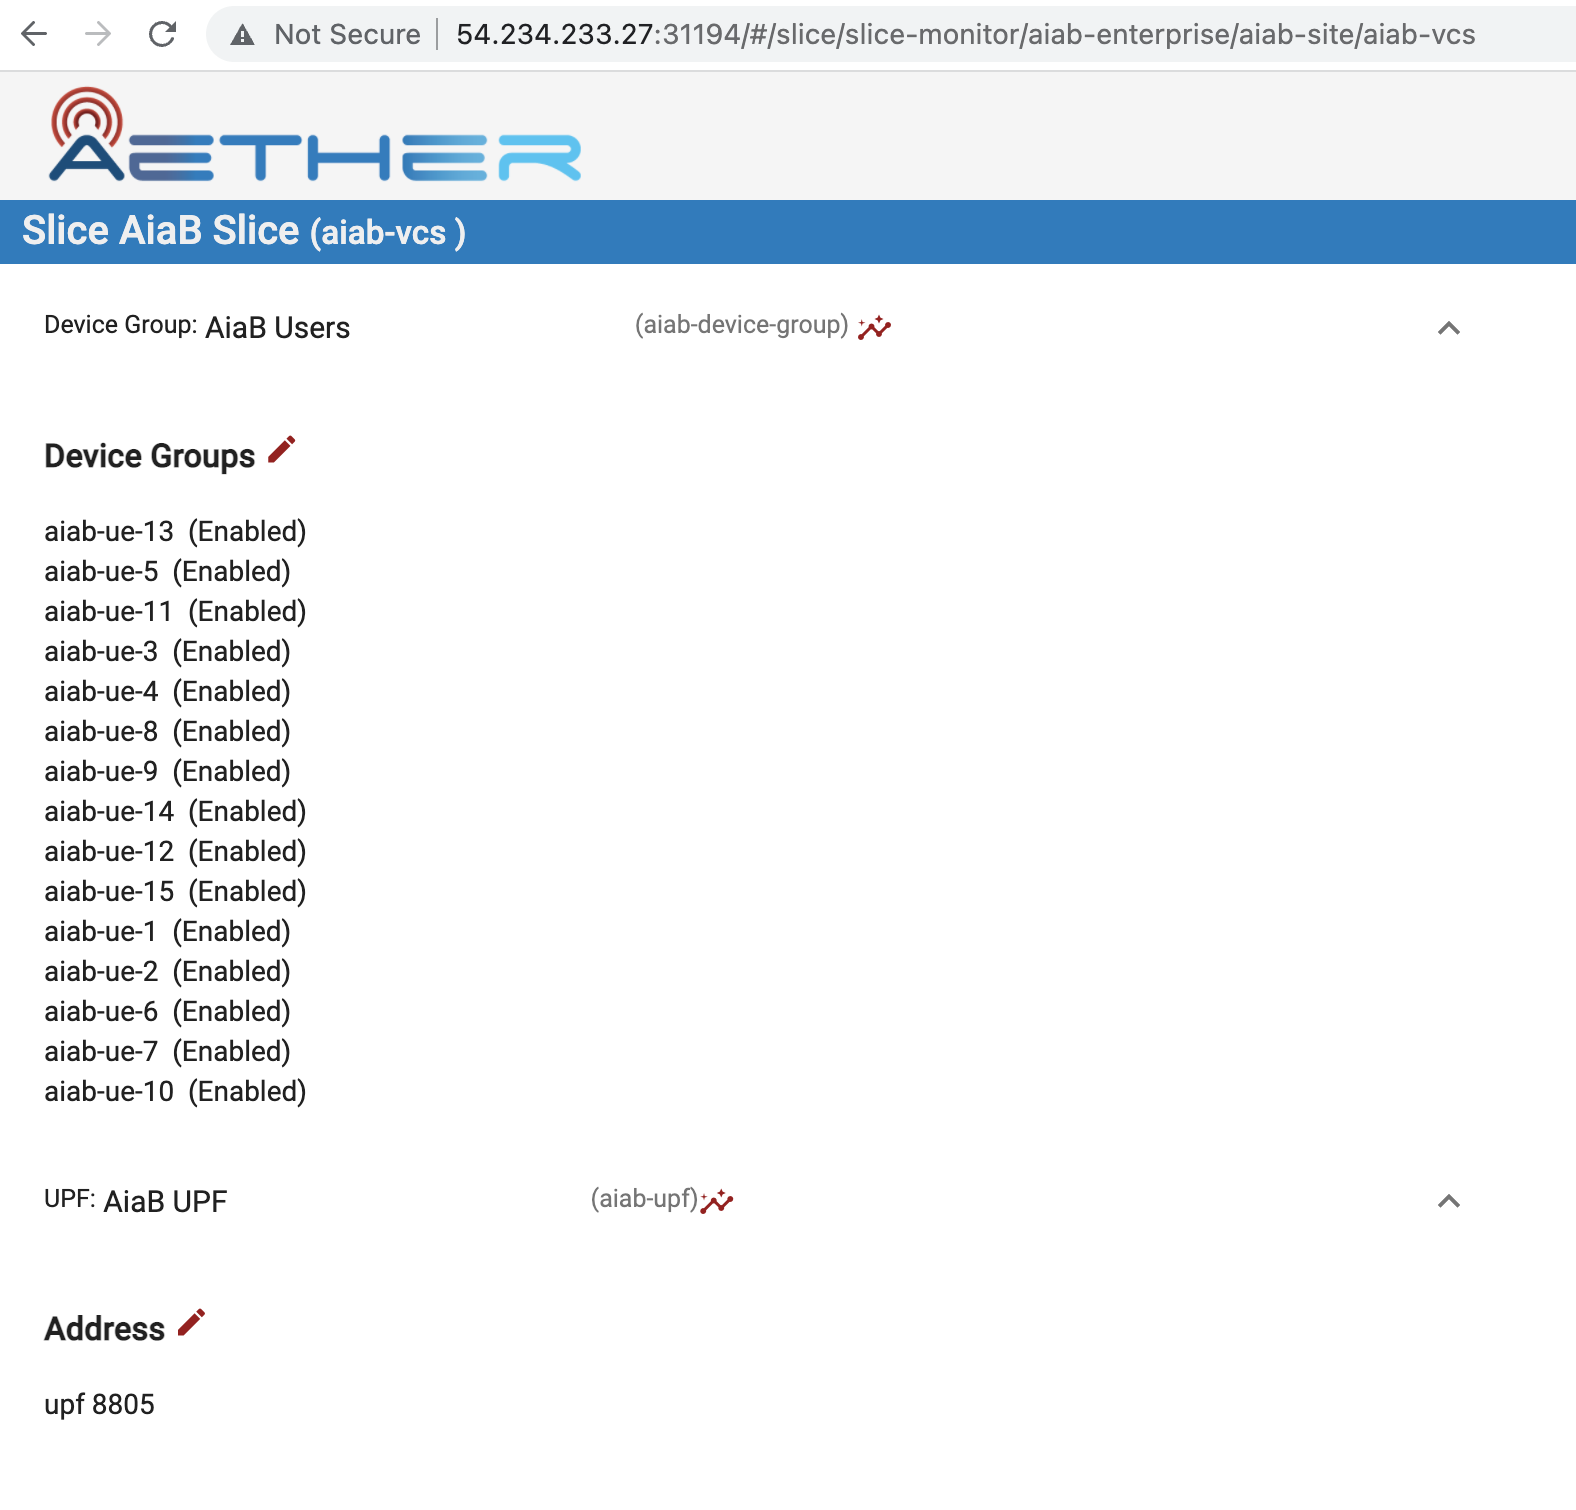 Not Secure 54.234.233.27:31194/#/slice/slice-monitor/aiab-enterprise/aiab-site/aiab-vcs
AETHER
Slice AiaB Slice (aiab-vcs )
Device Group: AiaB Users (aiab-device-group)
Device Groups
aiab-ue-13 (Enabled)
aiab-ue-5 (Enabled)
aiab-ue-11 (Enabled)
aiab-ue-3 (Enabled)
aiab-ue-4 (Enabled)
aiab-ue-8 (Enabled)
aiab-ue-9 (Enabled)
aiab-ue-14 (Enabled)
aiab-ue-12 (Enabled)
aiab-ue-15 (Enabled)
aiab-ue-1 (Enabled)
aiab-ue-2 (Enabled)
aiab-ue-6 (Enabled)
aiab-ue-7 (Enabled)
aiab-ue-10 (Enabled)
UPF: AiaB UPF (aiab-upf)
Address
upf 8805